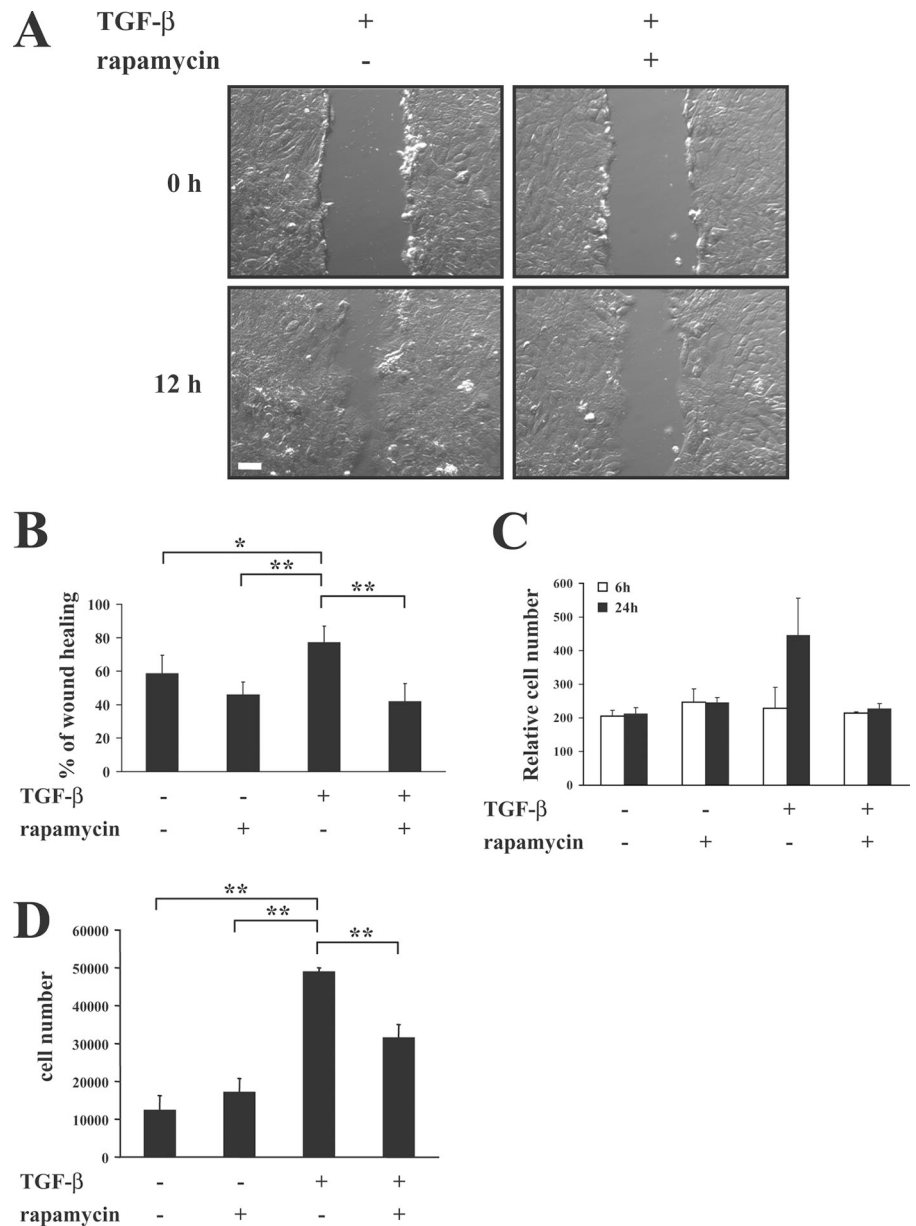 A
TGF-β + +
rapamycin - +
0 h
12 h
B
* 
** **
% of wound healing
100
80
60
40
20
0
TGF-β - - + +
rapamycin - + - +
C
6h
24h
Relative cell number
600
500
400
300
200
100
0
TGF-β - - + +
rapamycin - + - +
D
**
** **
cell number
60000
50000
40000
30000
20000
10000
0
TGF-β - - + +
rapamycin - + - +